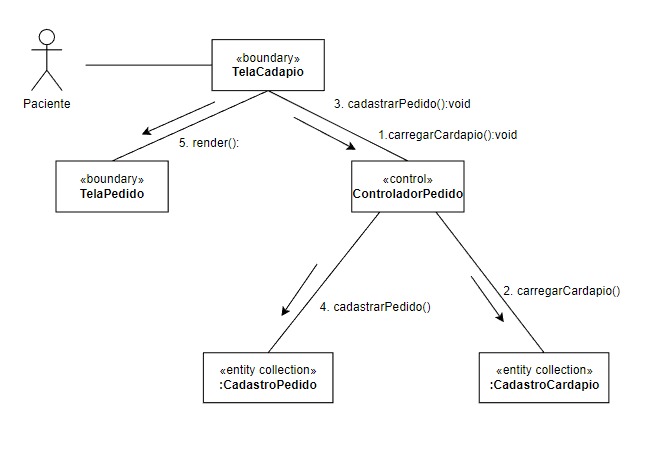 «boundary»
TelaCadapio
Paciente
3. cadastrarPedido():void
1.carregarCardapio():void
5. render():
«boundary»
TelaPedido
«control»
ControladorPedido
2. carregarCardapio()
4. cadastrarPedido()
«entity collection»
:CadastroPedido
«entity collection»
:CadastroCardapio